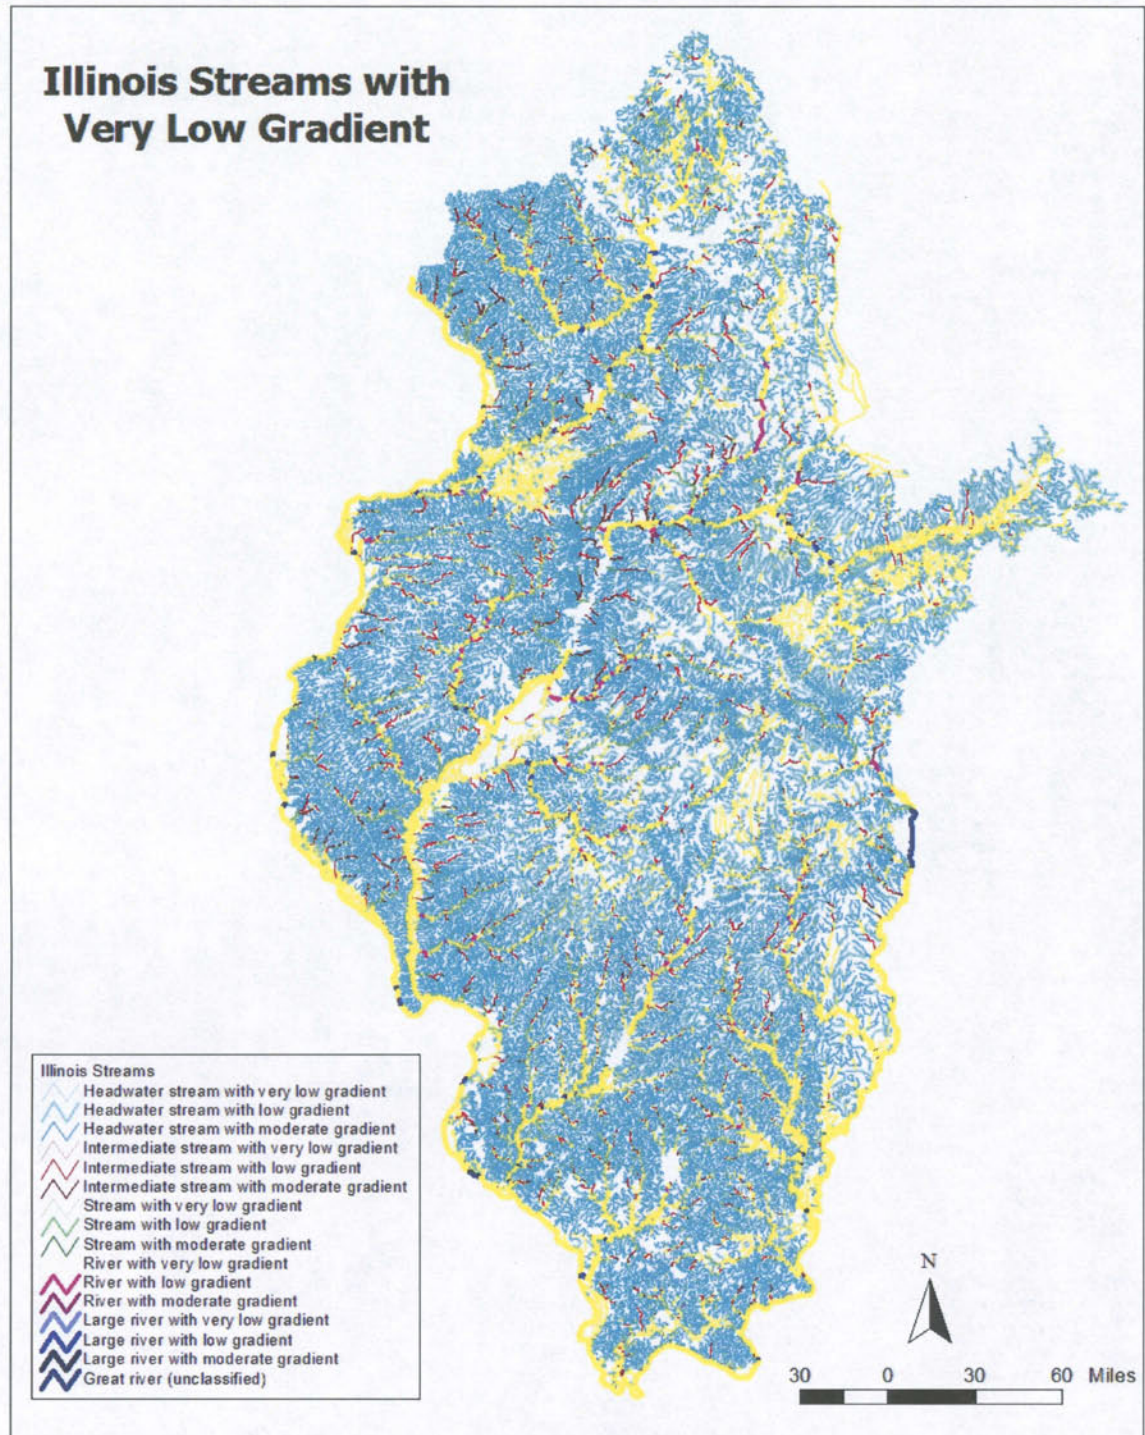 Illinois Streams with
Very Low Gradient
Illinois Streams
Headwater stream with very low gradient
Headwater stream with low gradient
Headwater stream with moderate gradient
Intermediate stream with very low gradient
Intermediate stream with low gradient
Intermediate stream with moderate gradient
Stream with very low gradient
Stream with low gradient
Stream with moderate gradient
River with very low gradient
River with low gradient
River with moderate gradient
Large river with very low gradient
Large river with low gradient
Large river with moderate gradient
Great river (unclassified)
N
30 0 30 60 Miles